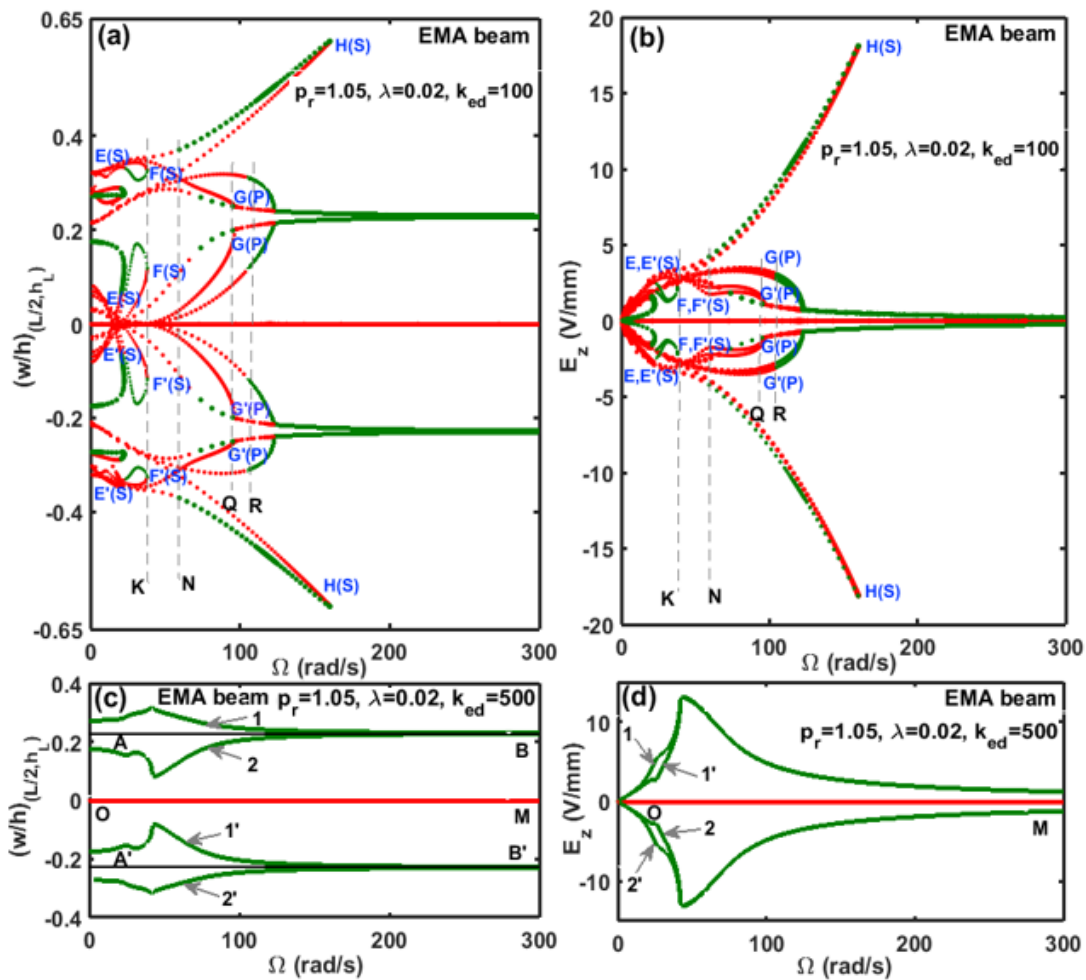 (a)
EMA beam
p_r=1.05, λ=0.02, k_ed=100
(w/h)_(L/2,h_L)
0.65
0.4
0.2
0
-0.2
-0.4
-0.65
H(S)
E(S)
F(S)
G(P)
G(P)
F(S)
E(S)
E'(S)
F'(S)
G'(P)
G'(P)
E'(S)
F'(S)
Q
R
K
N
H(S)
0
100
200
300
Ω (rad/s)
(b)
EMA beam
p_r=1.05, λ=0.02, k_ed=100
E_z (V/mm)
20
15
10
5
0
-5
-10
-15
-20
H(S)
E,E'(S)
G(P)
F,F'(S)
G'(P)
F,F'(S)
G(P)
E,E'(S)
G'(P)
Q
R
K
N
H(S)
0
100
200
300
Ω (rad/s)
(c)
EMA beam p_r=1.05, λ=0.02, k_ed=500
(w/h)_(L/2,h_L)
0.4
0.2
0
-0.2
-0.4
1
A
B
2
O
M
1'
A'
B'
2'
0
100
200
300
Ω (rad/s)
(d)
EMA beam
p_r=1.05, λ=0.02, k_ed=500
E_z (V/mm)
10
0
-10
1
1'
O
M
2
2'
0
100
200
300
Ω (rad/s)